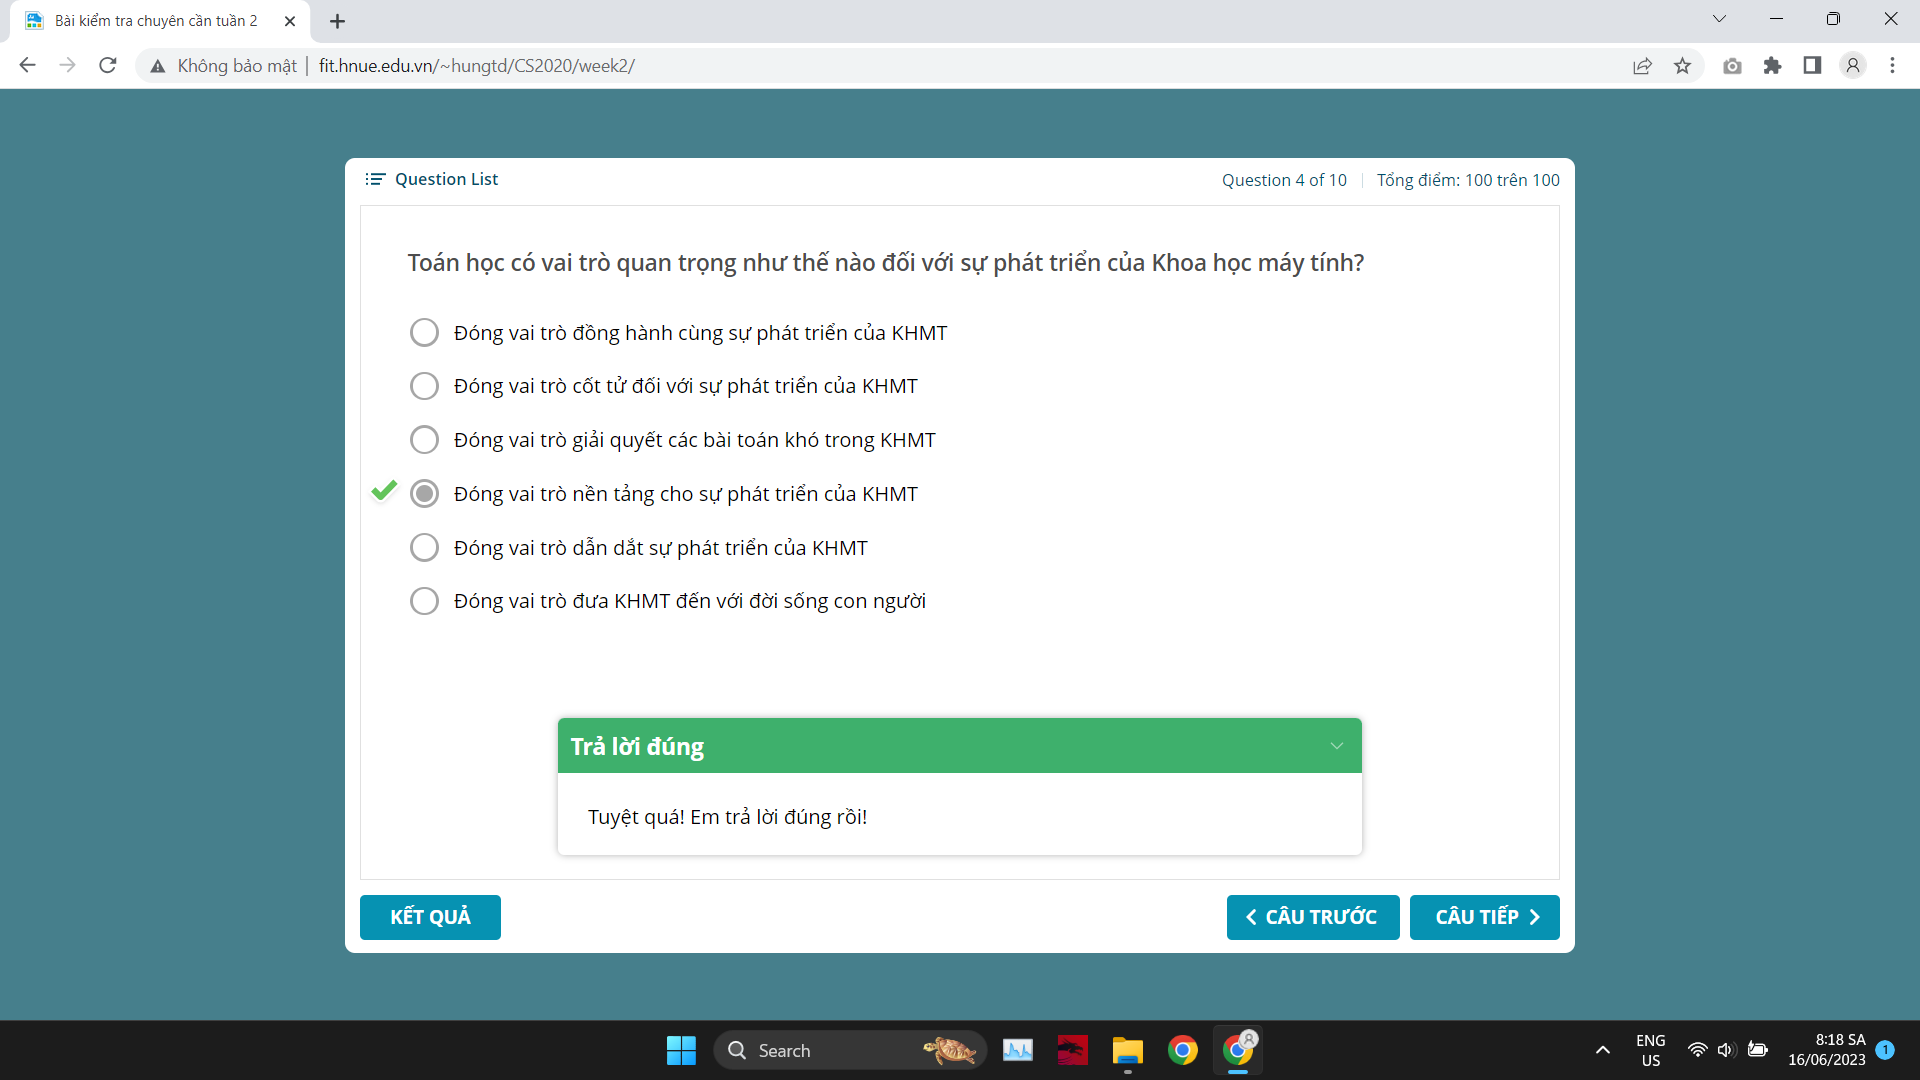 Bài kiểm tra chuyên cần tuần 2
Không bảo mật | fit.hnue.edu.vn/~hungtd/CS2020/week2/
Question List
Question 4 of 10 | Tổng điểm: 100 trên 100
Toán học có vai trò quan trọng như thế nào đối với sự phát triển của Khoa học máy tính?
Đóng vai trò đồng hành cùng sự phát triển của KHMT
Đóng vai trò cốt tử đối với sự phát triển của KHMT
Đóng vai trò giải quyết các bài toán khó trong KHMT
Đóng vai trò nền tảng cho sự phát triển của KHMT
Đóng vai trò dẫn dắt sự phát triển của KHMT
Đóng vai trò đưa KHMT đến với đời sống con người
Trả lời đúng
Tuyệt quá! Em trả lời đúng rồi!
KẾT QUẢ
CÂU TRƯỚC
CÂU TIẾP
Search
ENG
US
8:18 SA
16/06/2023
1